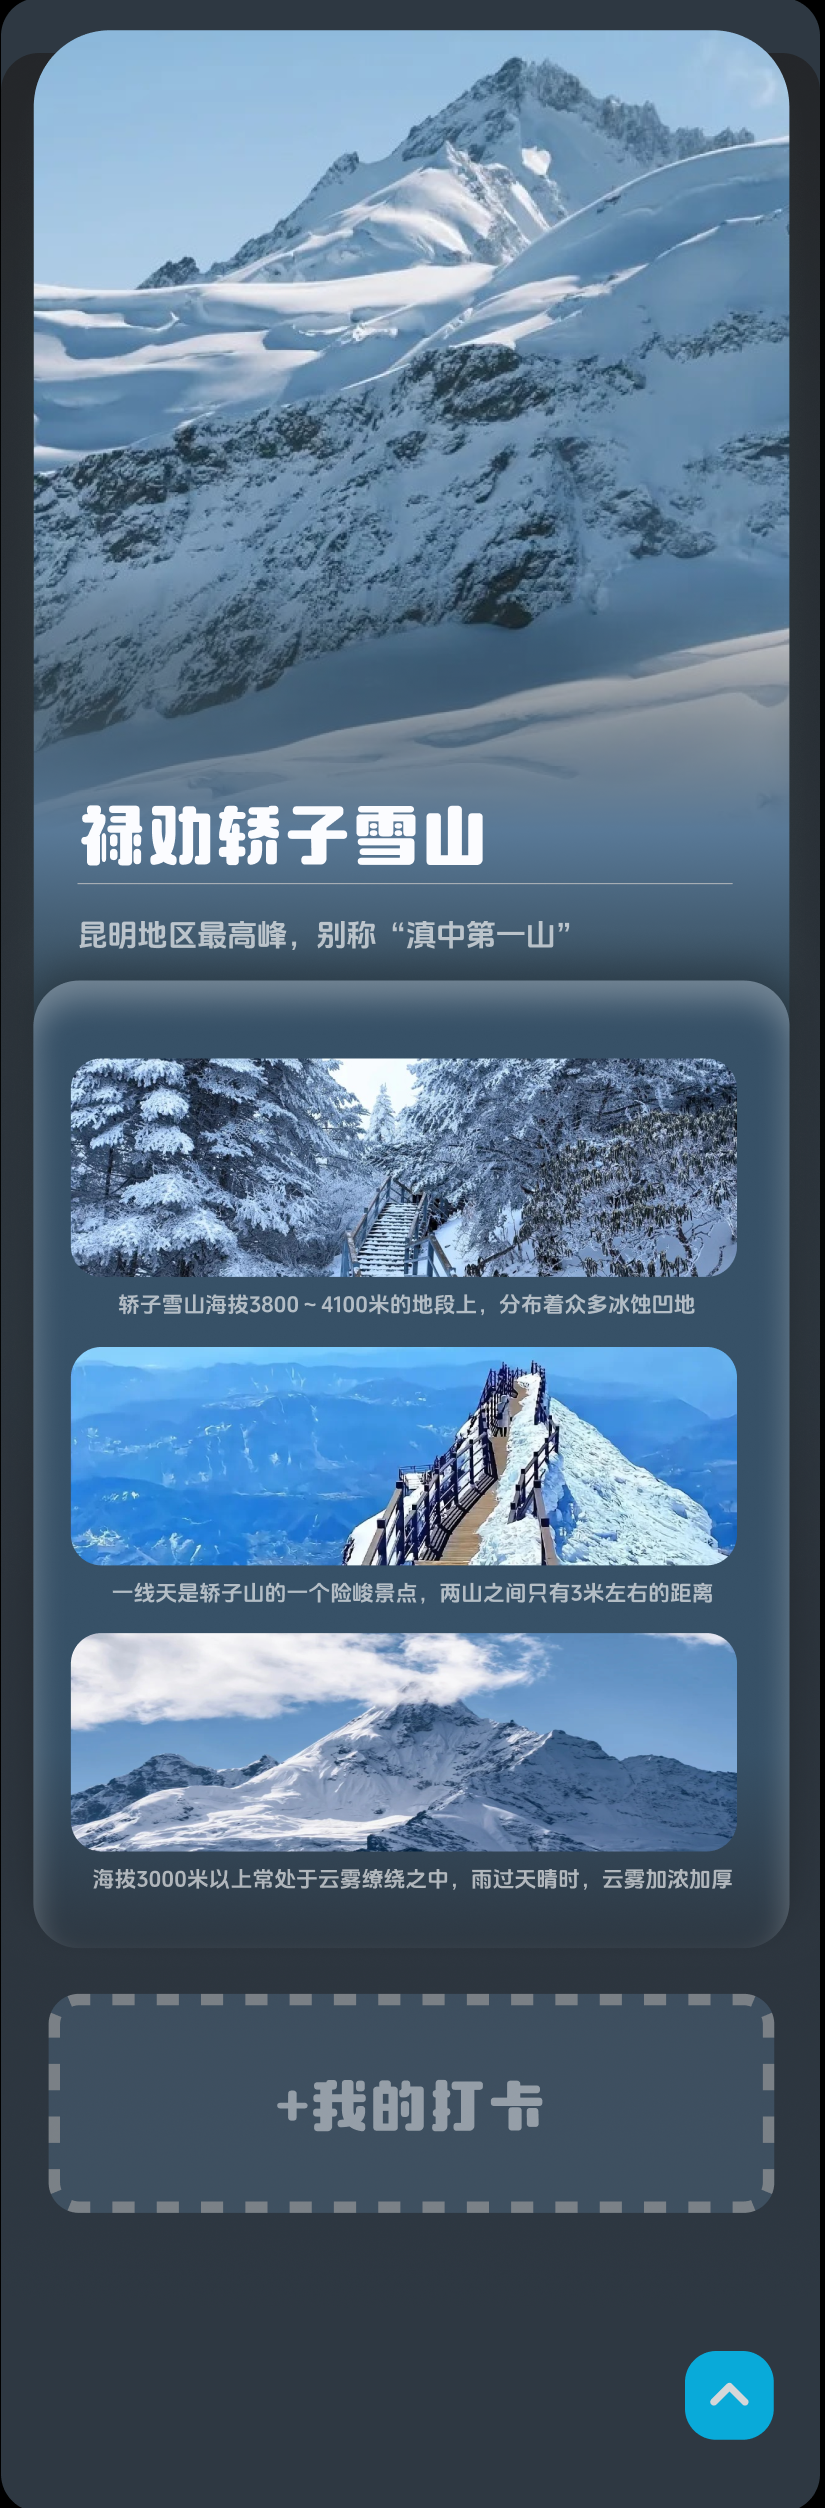 禄劝轿子雪山
昆明地区最高峰，别称“滇中第一山”
轿子雪山海拔3800～4100米的地段上，分布着众多冰蚀凹地
一线天是轿子山的一个险峻景点，两山之间只有3米左右的距离
海拔3000米以上常处于云雾缭绕之中，雨过天晴时，云雾加浓加厚
+我的打卡